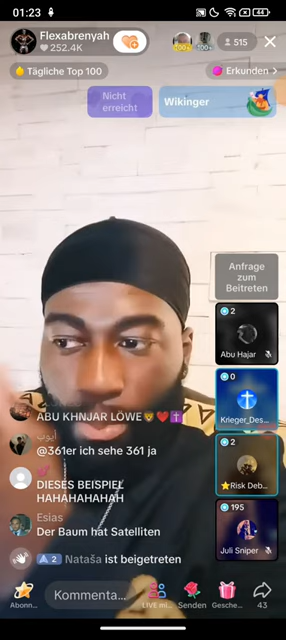 01:23
44
Flexabrenyah
252.4K
100+
515
Tägliche Top 100
Erkunden
Nicht
erreicht
Wikinger
Anfrage
zum
Beitreten
2
Abu Hajar
0
Krieger_Des...
2
⭐Risk Deb...
195
Juli Sniper
ABU KHNJAR LÖWE🦁❤️✝️
@361er ich sehe 361 ja
DIESES BEISPIEL
HAHAHAHAHAH
Esias
Der Baum hat Satelliten
2 Nataša ist beigetreten
Kommenta...
Abonn...
LIVE mi...
Senden
Gesche...
43